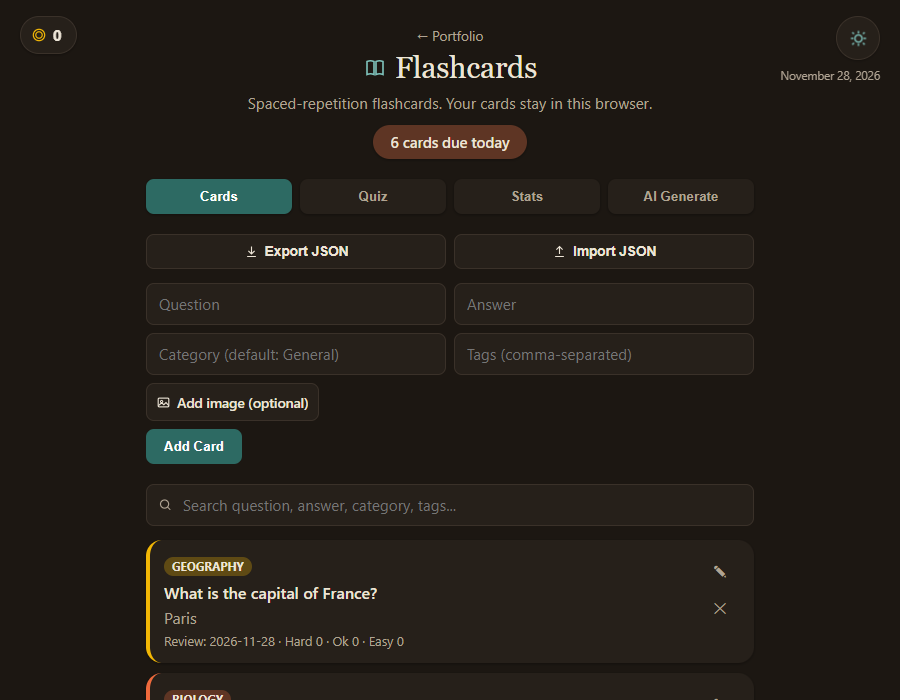 0
← Portfolio
Flashcards
November 28, 2026
Spaced-repetition flashcards. Your cards stay in this browser.
6 cards due today
Cards
Quiz
Stats
AI Generate
Export JSON
Import JSON
Question
Answer
Category (default: General)
Tags (comma-separated)
Add image (optional)
Add Card
Search question, answer, category, tags...
GEOGRAPHY
What is the capital of France?
Paris
Review: 2026-11-28 · Hard 0 · Ok 0 · Easy 0
BIOLOGY